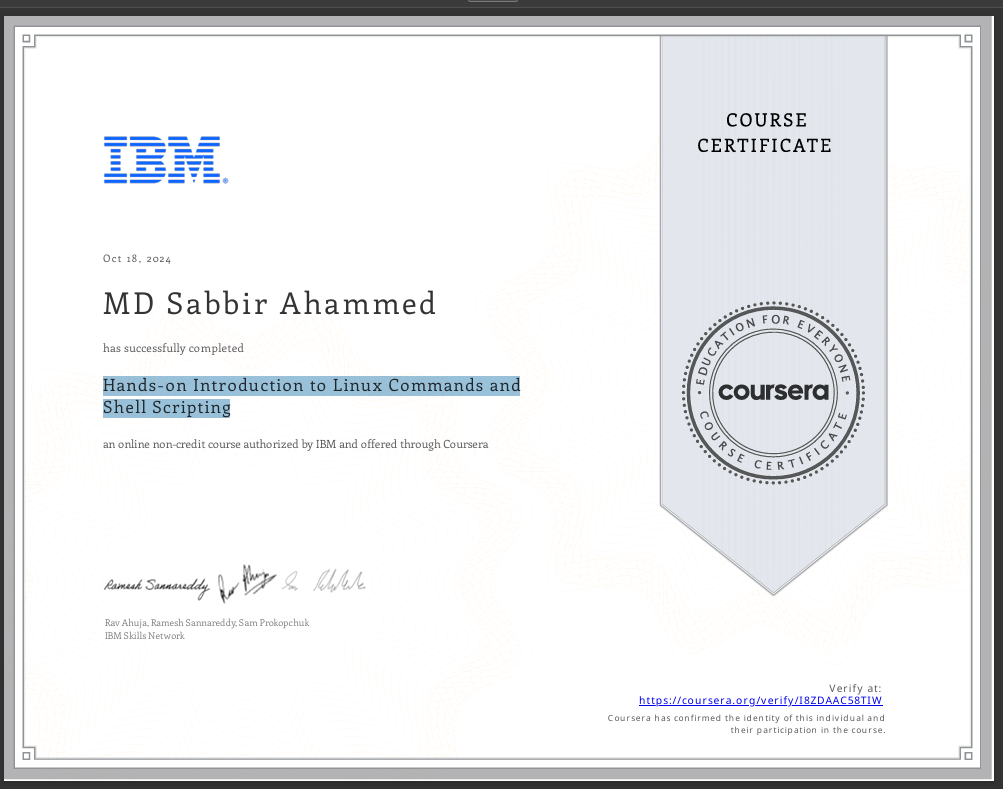 COURSE
CERTIFICATE
IBM®
Oct 18, 2024
MD Sabbir Ahammed
has successfully completed
Hands-on Introduction to Linux Commands and
Shell Scripting
an online non-credit course authorized by IBM and offered through Coursera
EDUCATION FOR EVERYONE
coursera
COURSE CERTIFICATE
Ramesh Sannareddy
Rav Ahuja, Ramesh Sannareddy, Sam Prokopchuk
IBM Skills Network
Verify at:
https://coursera.org/verify/I8ZDAAC58TIW
Coursera has confirmed the identity of this individual and
their participation in the course.